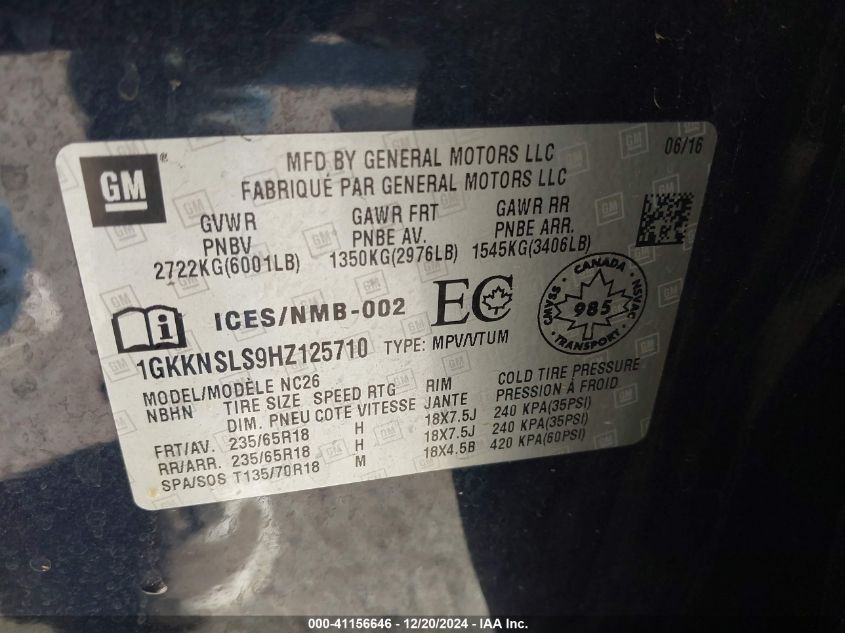 GM
MFD BY GENERAL MOTORS LLC
FABRIQUÉ PAR GENERAL MOTORS LLC
06/16
GVWR GAWR FRT GAWR RR
PNBV PNBE AV. PNBE ARR.
2722KG(6001LB) 1350KG(2976LB) 1545KG(3406LB)
ICES/NMB-002 EC
CANADA
CMVSS 985 NSVAC
TRANSPORT
1GKKNSLS9HZ125710 TYPE: MPV/VTUM
MODEL/MODÈLE NC26
NBHN TIRE SIZE SPEED RTG RIM COLD TIRE PRESSURE
DIM. PNEU COTE VITESSE JANTE PRESSION À FROID
FRT/AV. 235/65R18 H 18X7.5J 240 KPA(35PSI)
RR/ARR. 235/65R18 H 18X7.5J 240 KPA(35PSI)
SPA/SOS T135/70R18 M 18X4.5B 420 KPA(60PSI)
000-41156646 - 12/20/2024 - IAA Inc.